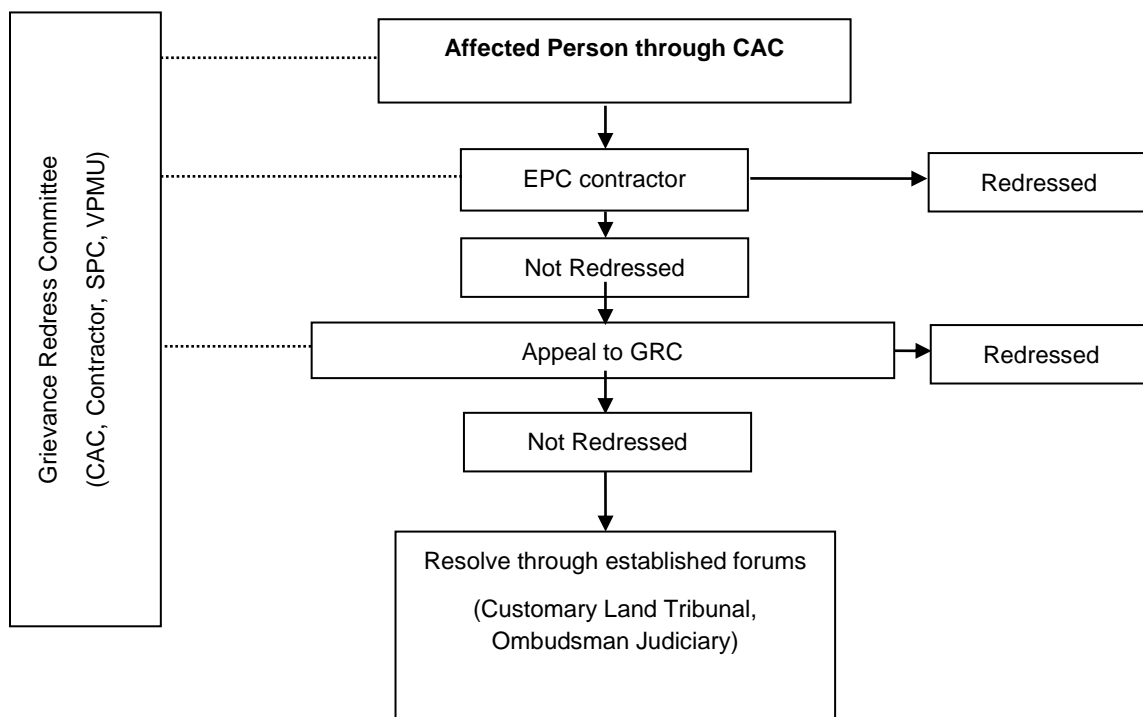 Grievance Redress Committee
(CAC, Contractor, SPC, VPMU)
Affected Person through CAC
EPC contractor
Redressed
Not Redressed
Appeal to GRC
Redressed
Not Redressed
Resolve through established forums
(Customary Land Tribunal,
Ombudsman Judiciary)